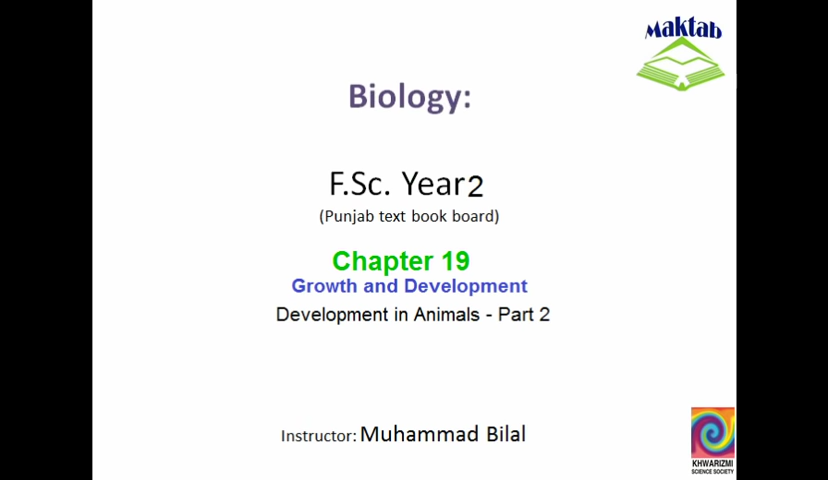 Maktab
Biology:
F.Sc. Year2
(Punjab text book board)
Chapter 19
Growth and Development
Development in Animals - Part 2
Instructor: Muhammad Bilal
KHWARIZMI
SCIENCE SOCIETY